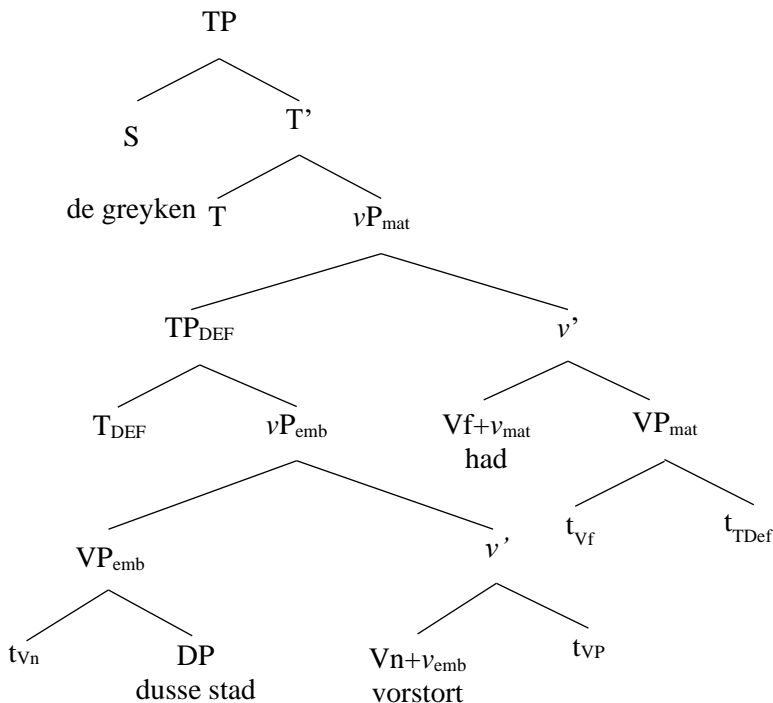 TP
S T’
de greyken T vPmat
TPDEF v’
TDEF vPemb Vf+vmat VPmat
had
VPemb v’ tVf tTDef
tVn DP Vn+vemb tVP
dusse stad vorstort